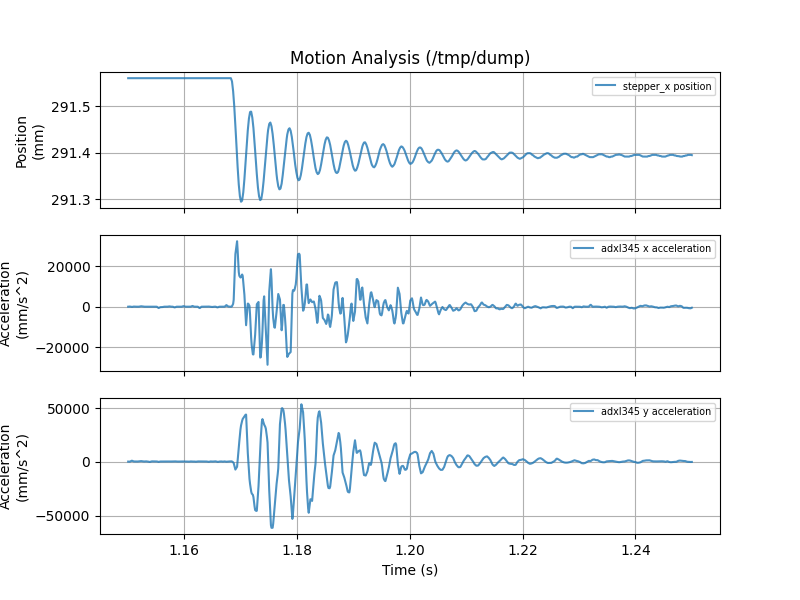 Motion Analysis (/tmp/dump)
Position
(mm)
291.5
291.4
291.3
stepper_x position
Acceleration
(mm/s^2)
20000
0
−20000
adxl345 x acceleration
Acceleration
(mm/s^2)
50000
0
−50000
adxl345 y acceleration
1.16 1.18 1.20 1.22 1.24
Time (s)